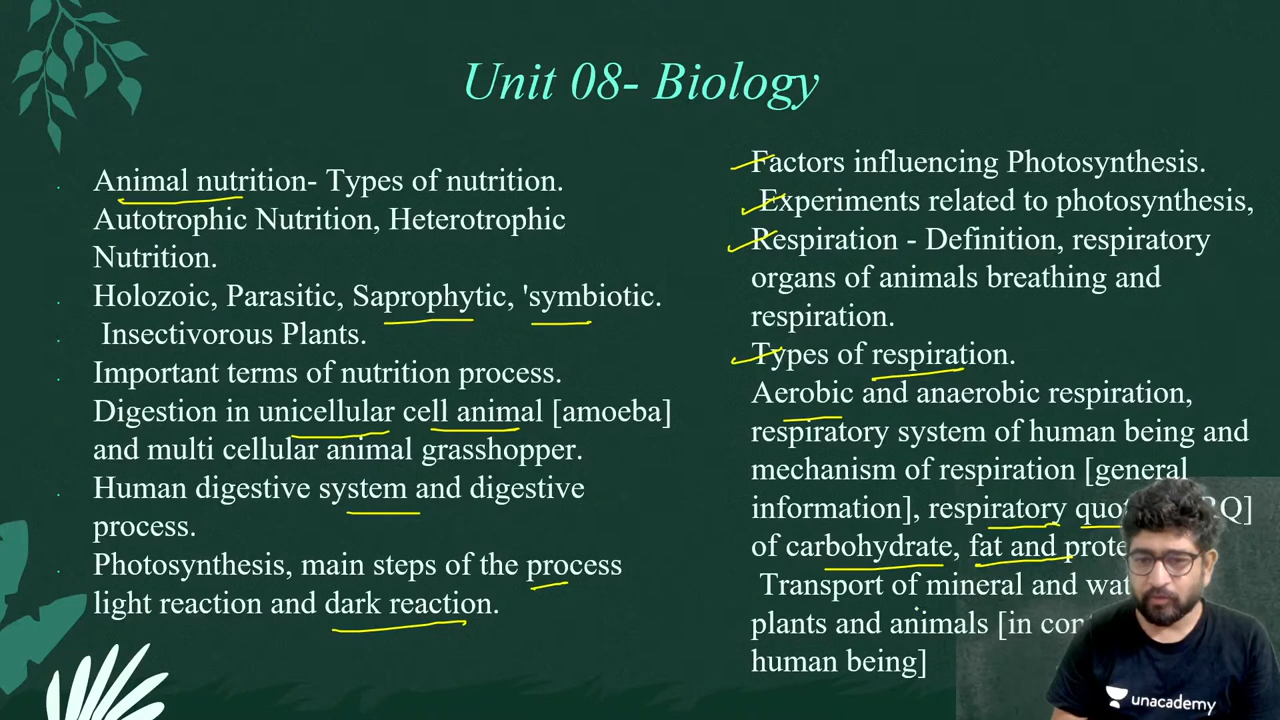 Unit 08- Biology
Animal nutrition- Types of nutrition.
Autotrophic Nutrition, Heterotrophic
Nutrition.
Holozoic, Parasitic, Saprophytic, 'symbiotic.
Insectivorous Plants.
Important terms of nutrition process.
Digestion in unicellular cell animal [amoeba]
and multi cellular animal grasshopper.
Human digestive system and digestive
process.
Photosynthesis, main steps of the process
light reaction and dark reaction.
Factors influencing Photosynthesis.
Experiments related to photosynthesis,
Respiration - Definition, respiratory
organs of animals breathing and
respiration.
Types of respiration.
Aerobic and anaerobic respiration,
respiratory system of human being and
mechanism of respiration [general
information], respiratory
of carbohydrate, fat and
Transport of mineral and
plants and animals [in
human being]
unacademy